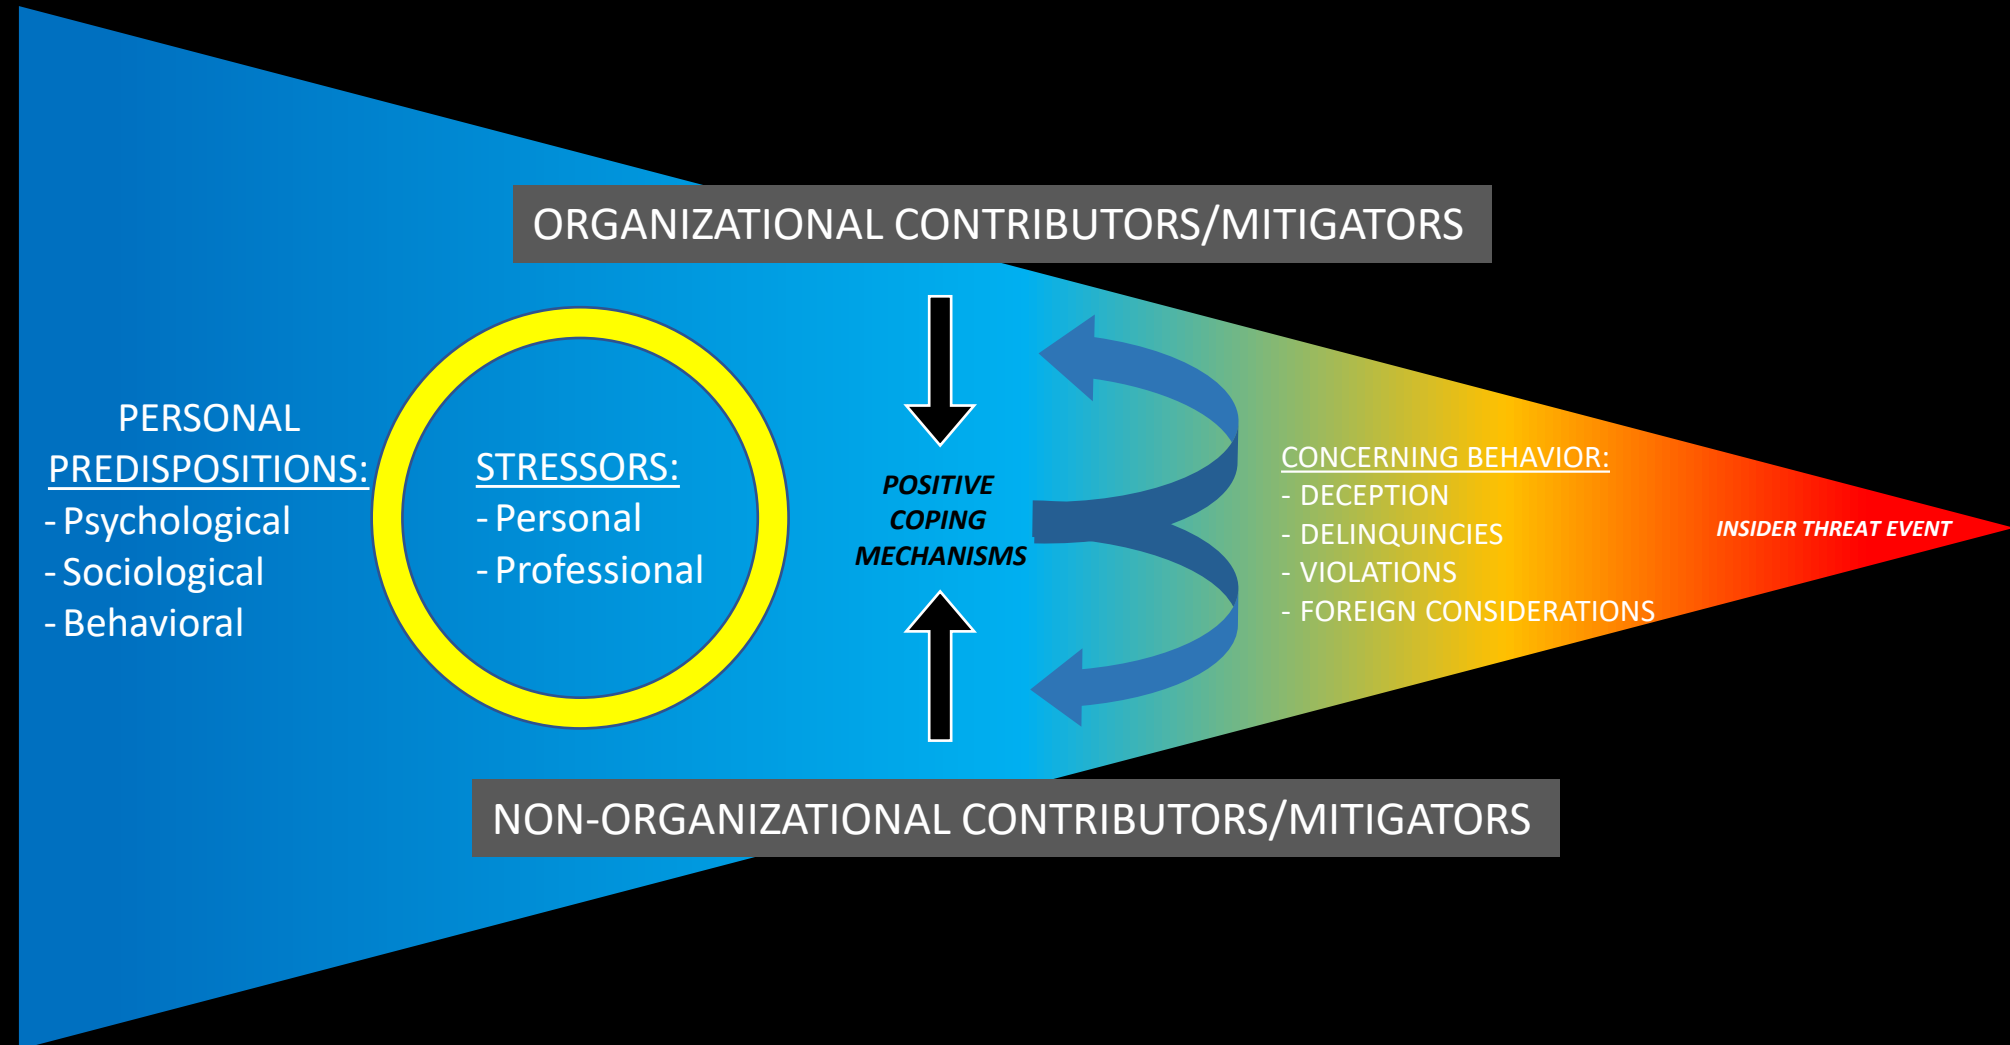 ORGANIZATIONAL CONTRIBUTORS/MITIGATORS
PERSONAL
PREDISPOSITIONS:
- Psychological
- Sociological
- Behavioral
STRESSORS:
- Personal
- Professional
POSITIVE
COPING
MECHANISMS
CONCERNING BEHAVIOR:
- DECEPTION
- DELINQUINCIES
- VIOLATIONS
- FOREIGN CONSIDERATIONS
INSIDER THREAT EVENT
NON-ORGANIZATIONAL CONTRIBUTORS/MITIGATORS